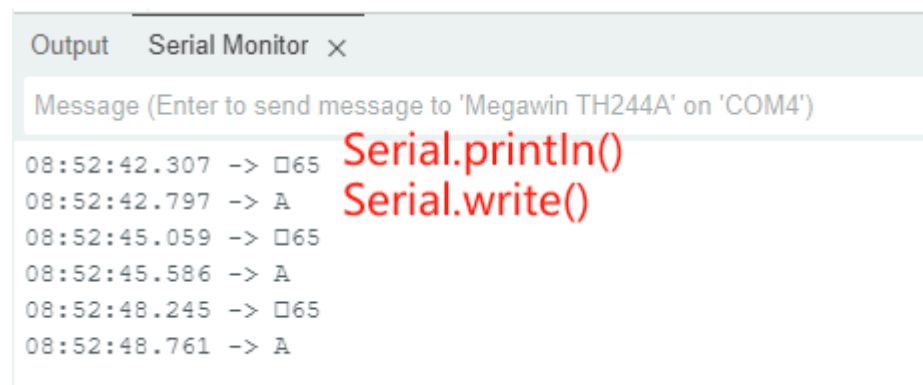 Output Serial Monitor ×
Message (Enter to send message to 'Megawin TH244A' on 'COM4')
08:52:42.307 -> □65 Serial.println()
08:52:42.797 -> A Serial.write()
08:52:45.059 -> □65
08:52:45.586 -> A
08:52:48.245 -> □65
08:52:48.761 -> A